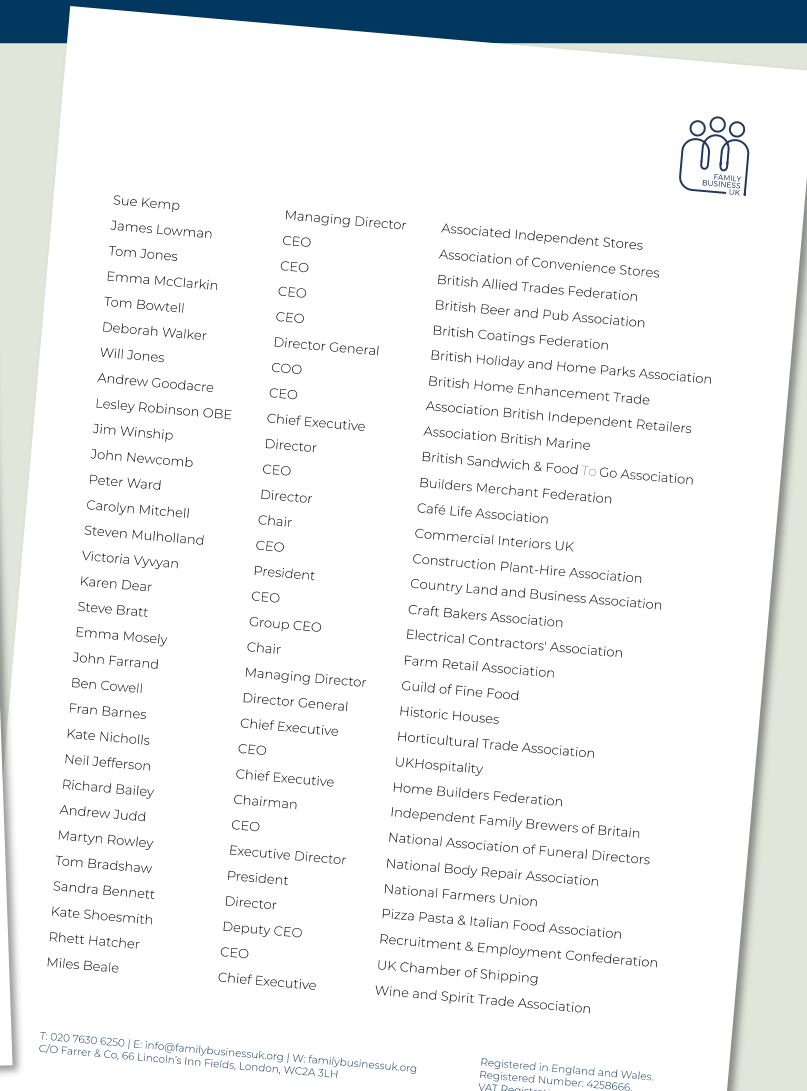 FAMILY
BUSINESS
UK
Sue Kemp Managing Director Associated Independent Stores
James Lowman CEO Association of Convenience Stores
Tom Jones CEO British Allied Trades Federation
Emma McClarkin CEO British Beer and Pub Association
Tom Bowtell CEO British Coatings Federation
Deborah Walker Director General British Holiday and Home Parks Association
Will Jones COO British Home Enhancement Trade
Andrew Goodacre CEO Association British Independent Retailers
Lesley Robinson OBE Chief Executive Association British Marine
Jim Winship Director British Sandwich & Food To Go Association
John Newcomb CEO Builders Merchant Federation
Peter Ward Director Café Life Association
Carolyn Mitchell Chair Commercial Interiors UK
Steven Mulholland CEO Construction Plant-Hire Association
Victoria Vyvyan President Country Land and Business Association
Karen Dear CEO Craft Bakers Association
Steve Bratt Group CEO Electrical Contractors' Association
Emma Mosely Chair Farm Retail Association
John Farrand Managing Director Guild of Fine Food
Ben Cowell Director General Historic Houses
Fran Barnes Chief Executive Horticultural Trade Association
Kate Nicholls CEO UKHospitality
Neil Jefferson Chief Executive Home Builders Federation
Richard Bailey Chairman Independent Family Brewers of Britain
Andrew Judd CEO National Association of Funeral Directors
Martyn Rowley Executive Director National Body Repair Association
Tom Bradshaw President National Farmers Union
Sandra Bennett Director Pizza Pasta & Italian Food Association
Kate Shoesmith Deputy CEO Recruitment & Employment Confederation
Rhett Hatcher CEO UK Chamber of Shipping
Miles Beale Chief Executive Wine and Spirit Trade Association
T: 020 7630 6250 | E: info@familybusinessuk.org | W: familybusinessuk.org
C/O Farrer & Co, 66 Lincoln's Inn Fields, London, WC2A 3LH
Registered in England and Wales.
Registered Number: 4258666.
VAT